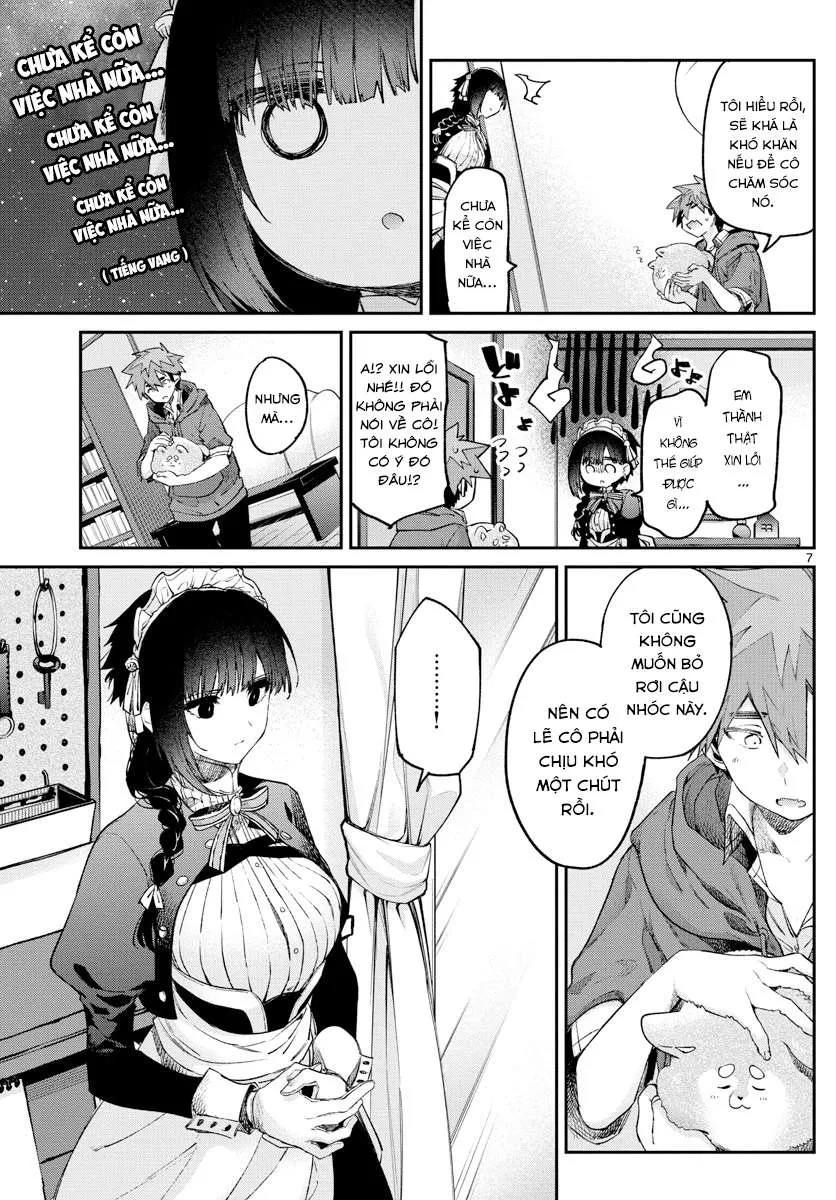 TÔI HIỂU RỒI,
SẼ KHÁ LÀ
KHÓ KHĂN
NẾU ĐỂ CÔ
CHĂM SÓC
NÓ.
CHƯA
KỂ CÒN
VIỆC
NHÀ
NỮA...
CHƯA KỂ CÒN
VIỆC NHÀ NỮA...
CHƯA KỂ CÒN
VIỆC NHÀ NỮA...
CHƯA KỂ CÒN
VIỆC NHÀ NỮA...
( TIẾNG VANG )
EM
THÀNH
THẬT
XIN LỖI
...
VÌ
KHÔNG
THỂ GIÚP
ĐƯỢC
GÌ...
じょよよ
A!? XIN LỖI
NHÉ!! ĐÓ
KHÔNG PHẢI
NÓI VỀ CÔ!
TÔI KHÔNG
CÓ Ý ĐÓ
ĐÂU!?
NHƯNG
MÀ...
7
TÔI CŨNG
KHÔNG
MUỐN BỎ
RƠI CẬU
NHÓC NÀY.
NÊN CÓ
LẼ CÔ PHẢI
CHỊU KHÓ
MỘT CHÚT
RỒI.
.........